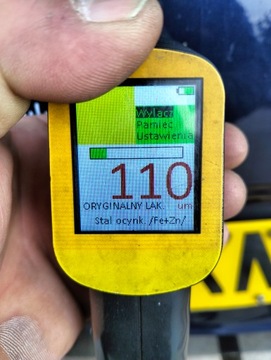 Wyłącz
Pamięć
Ustawienia
110
ORYGINALNY LAK. um
Stal ocynk. /Fe+Zn/